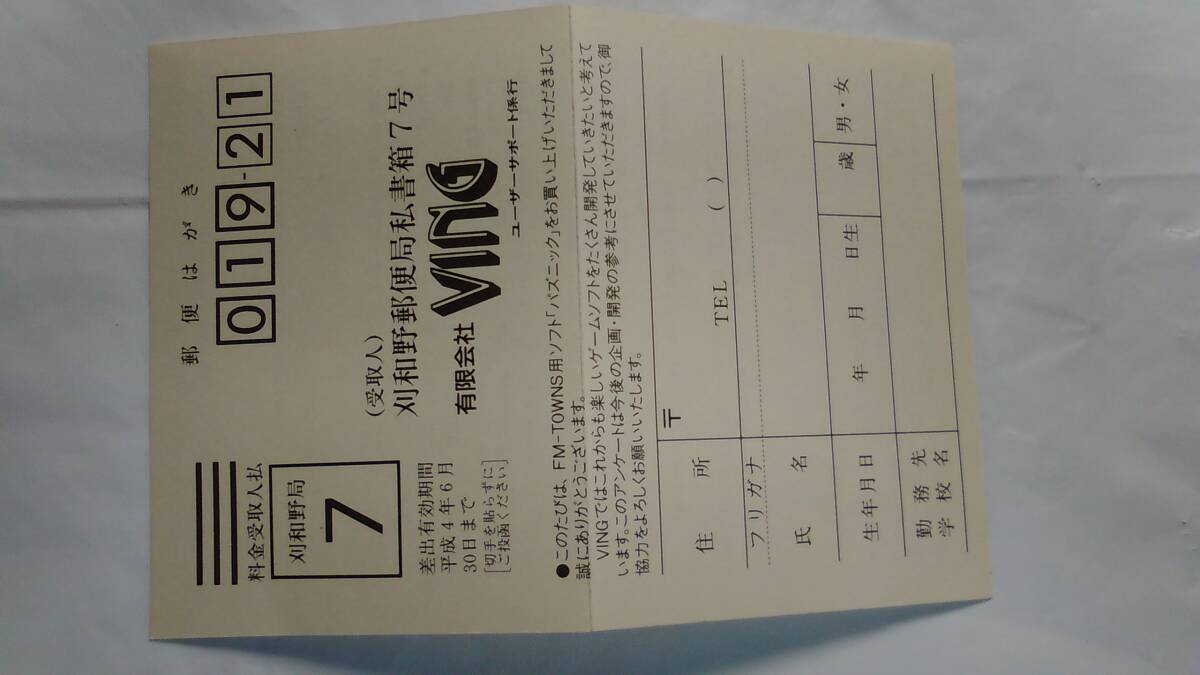 郵便はがき
019-21
料金受取人払
刈和野局
7
差出有効期間
平成4年6月
30日まで
[切手を貼らずに
ご投函ください]
(受取人)
刈和野郵便局私書箱7号
有限会社 VING
ユーザーサポート係行
●このたびは、FM-TOWNS用ソフト「パズニック」をお買い上げいただきまして
誠にありがとうございます。
VINGではこれからも楽しいゲームソフトをたくさん開発していきたいと考えて
います。このアンケートは今後の企画・開発の参考にさせていただきますので、御
協力をよろしくお願いいたします。
住所 〒
TEL ( )
フリガナ
氏名
生年月日 年 月 日生 歳 男・女
勤務先
学校名